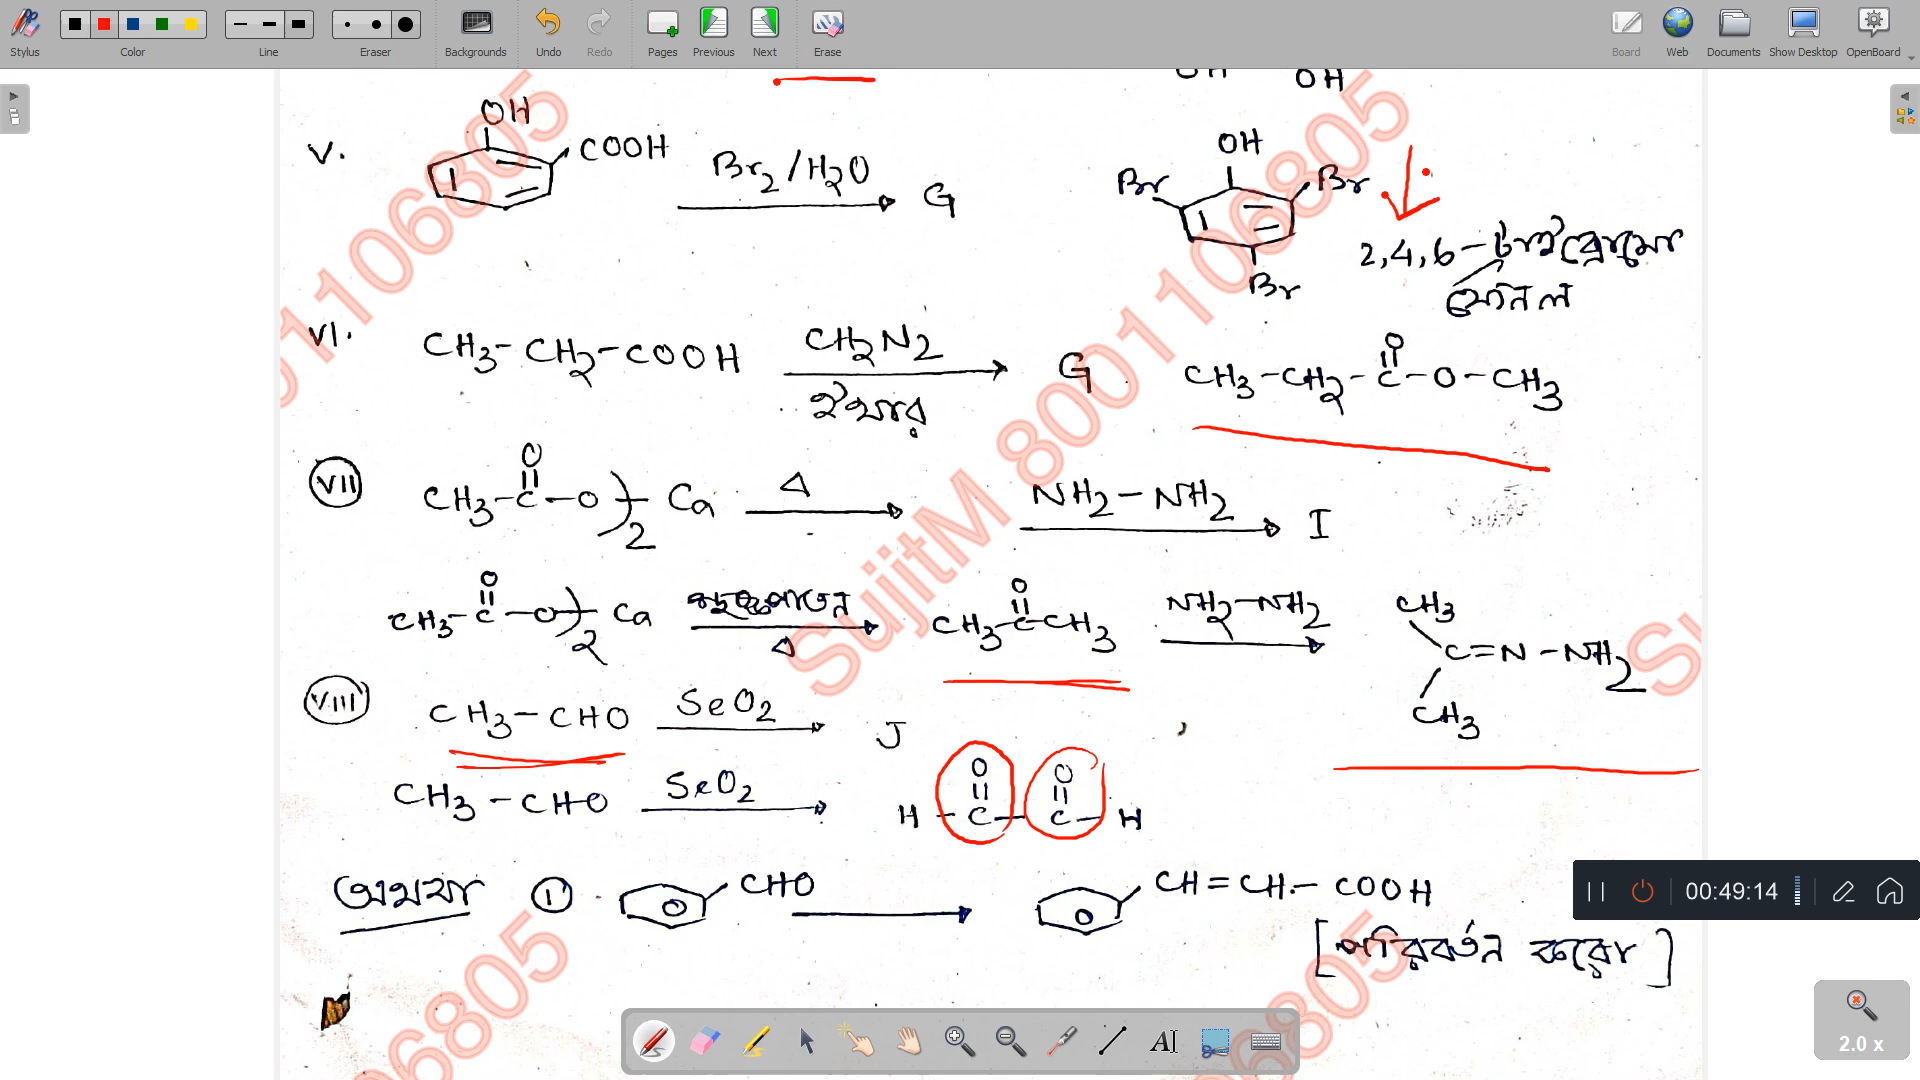 Stylus Color Line Eraser Backgrounds Undo Redo Pages Previous Next Erase Board Web Documents Show Desktop OpenBoard
OH OH
V. OH COOH Br2/H2O G
OH Br Br Br
2,4,6-ট্রাইব্রোমো
ফেনল
VI. CH3-CH2-COOH CH2N2 ইথার G CH3-CH2-C-O-CH3
O
VII CH3-C-O)2 Ca Δ NH2-NH2 I
O
CH3-C-O)2 Ca Δ CH3-C-CH3 NH2-NH2 CH3 C=N-NH2 CH3
O O
VIII CH3-CHO SeO2 J
CH3-CHO SeO2 H-C-C-H
O O
অথবা ① CHO CH=CH-COOH
[পরিবর্তন করো]
00:49:14
2.0 x
SujitM 8001106805